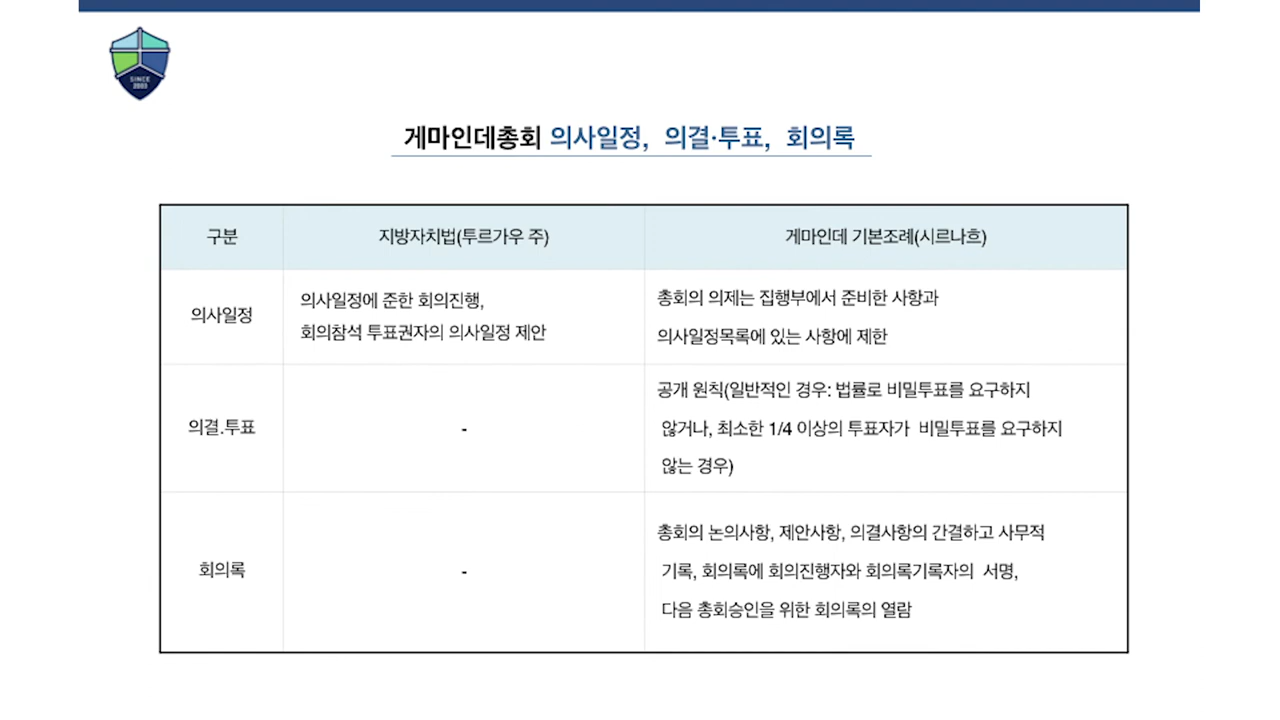 SINCE
2003
게마인데총회 의사일정, 의결·투표, 회의록
구분
지방자치법(투르가우 주)
게마인데 기본조례(시르나흐)
의사일정
의사일정에 준한 회의진행,
회의참석 투표권자의 의사일정 제안
총회의 의제는 집행부에서 준비한 사항과
의사일정목록에 있는 사항에 제한
의결.투표
-
공개 원칙(일반적인 경우: 법률로 비밀투표를 요구하지
않거나, 최소한 1/4 이상의 투표자가 비밀투표를 요구하지
않는 경우)
회의록
-
총회의 논의사항, 제안사항, 의결사항의 간결하고 사무적
기록, 회의록에 회의진행자와 회의록기록자의 서명,
다음 총회승인을 위한 회의록의 열람